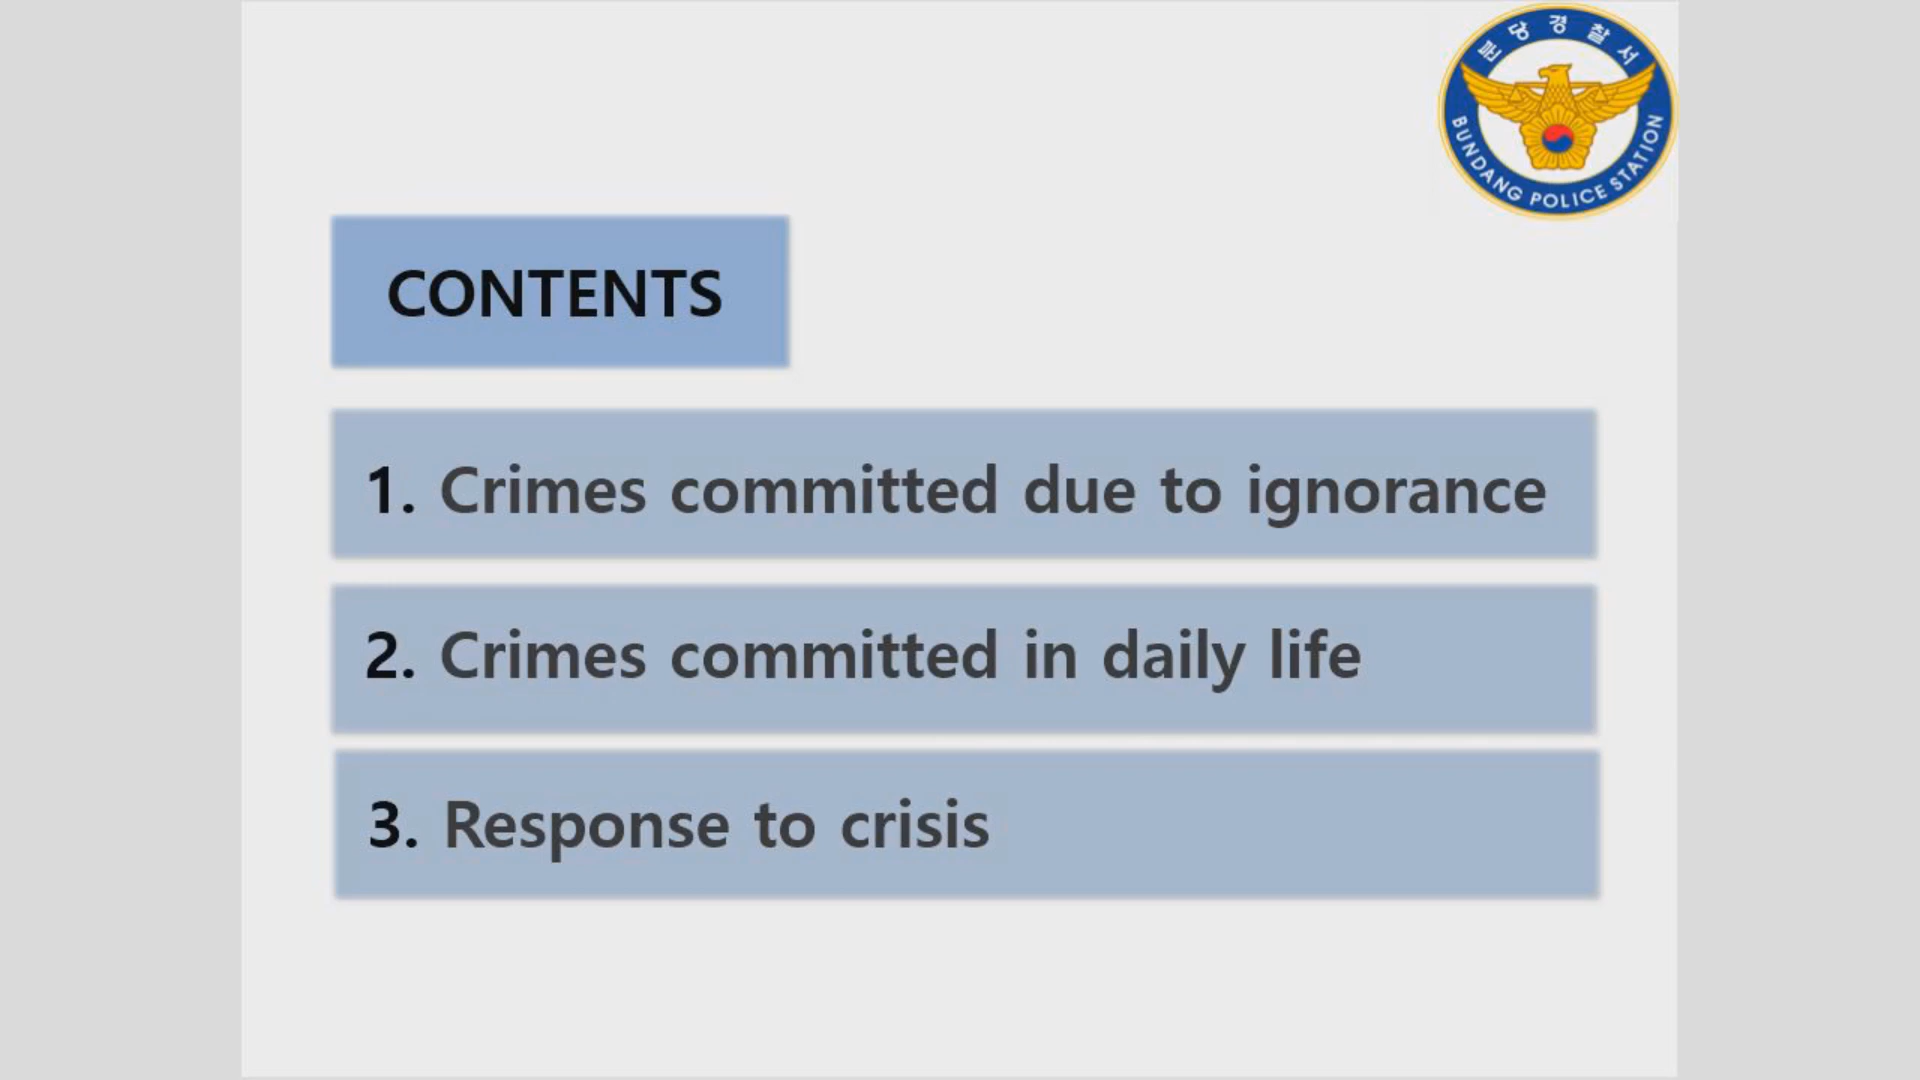 분당경찰서
BUNDANG POLICE STATION
CONTENTS
1. Crimes committed due to ignorance
2. Crimes committed in daily life
3. Response to crisis